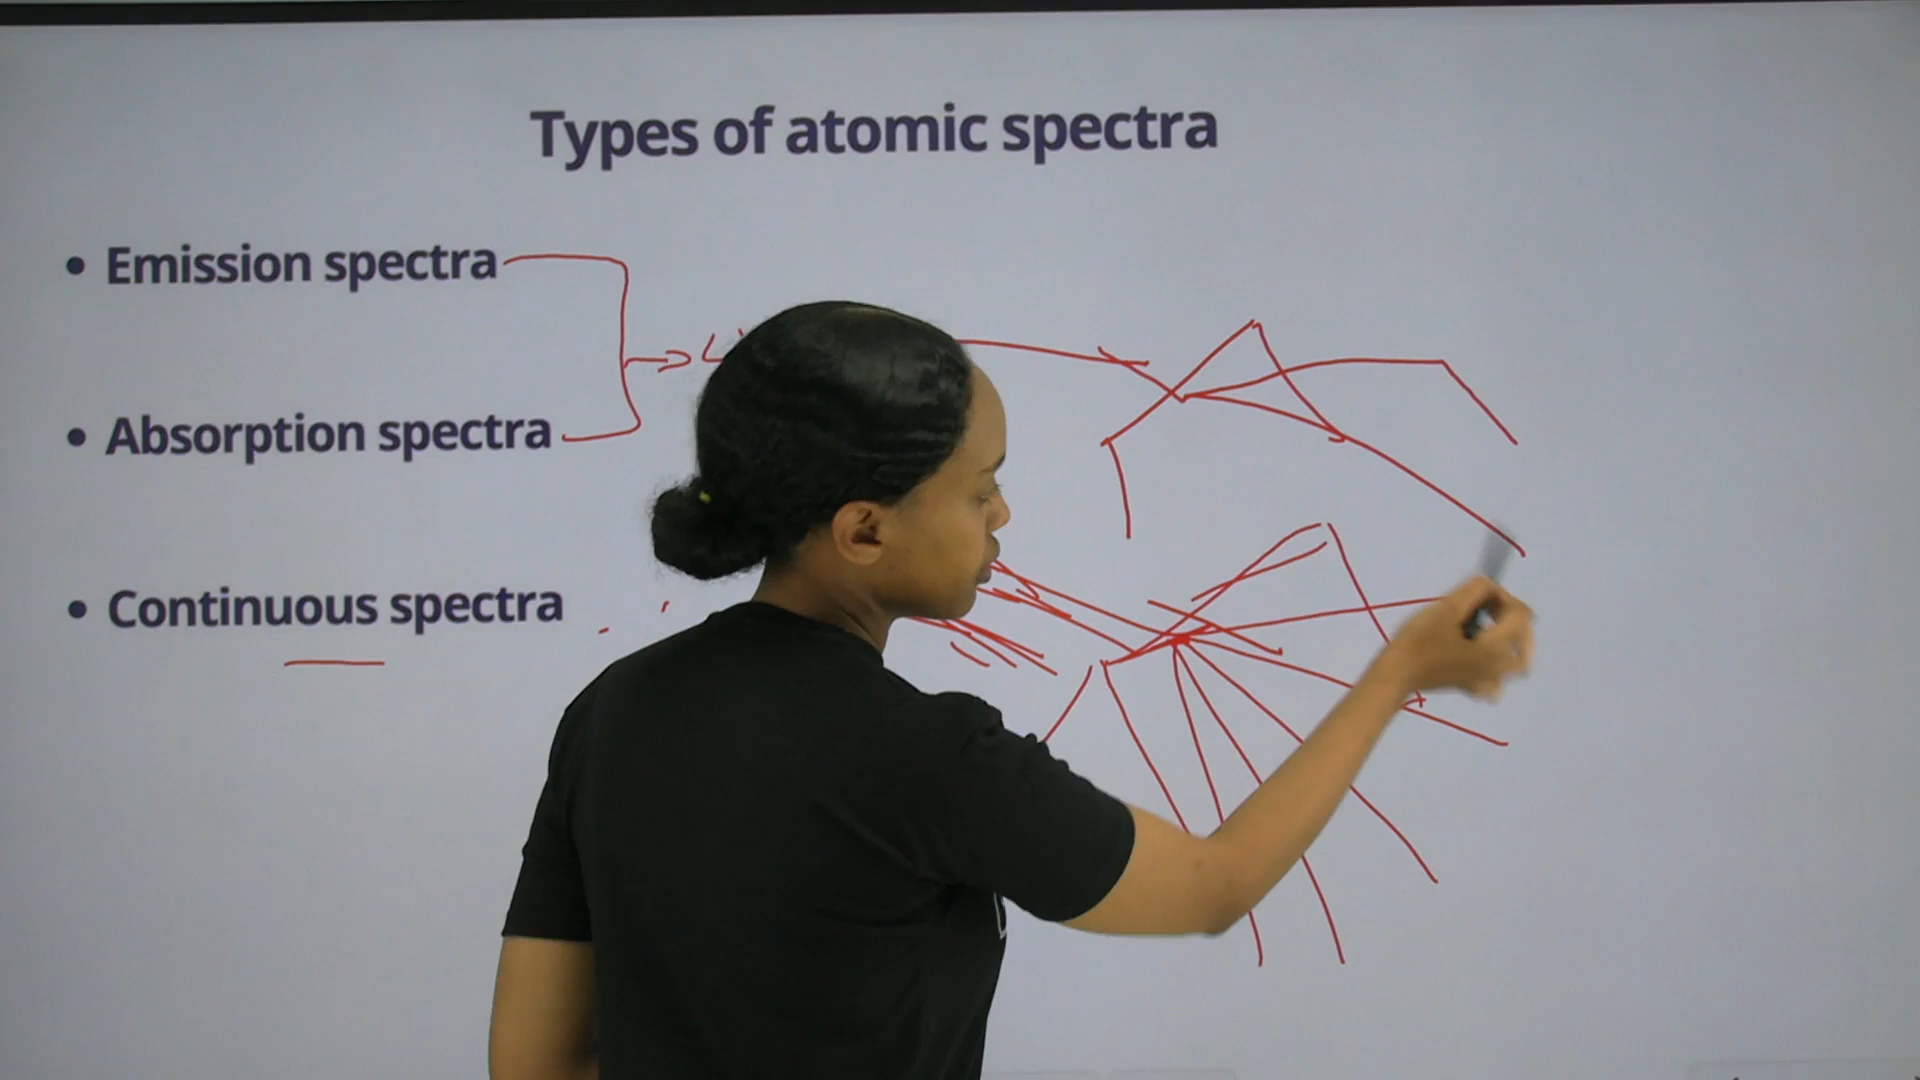 Types of atomic spectra
• Emission spectra
• Absorption spectra
• Continuous spectra